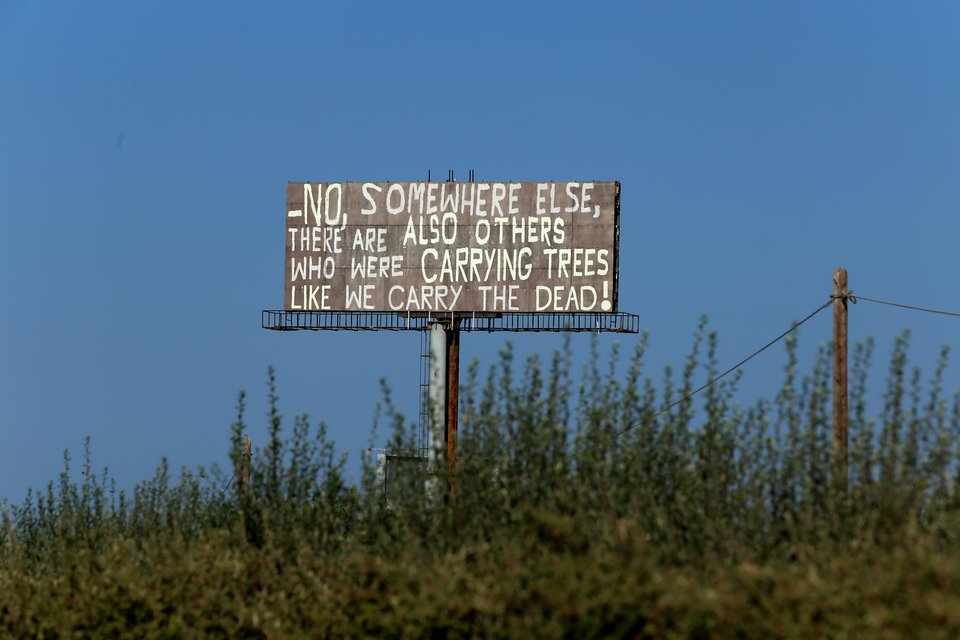 -NO, SOMEWHERE ELSE,
THERE ARE ALSO OTHERS
WHO WERE CARRYING TREES
LIKE WE CARRY THE DEAD!